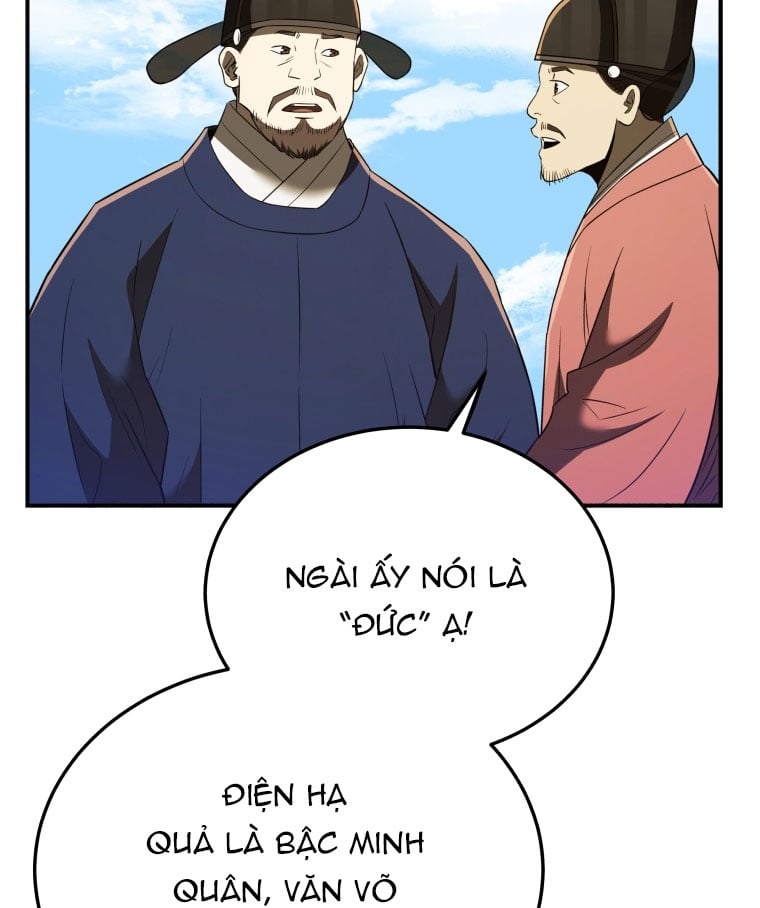 NGÀI ẤY NÓI LÀ
“ĐỨC” Ạ!
ĐIỆN HẠ
QUẢ LÀ BẬC MINH
QUÂN, VĂN VÕ